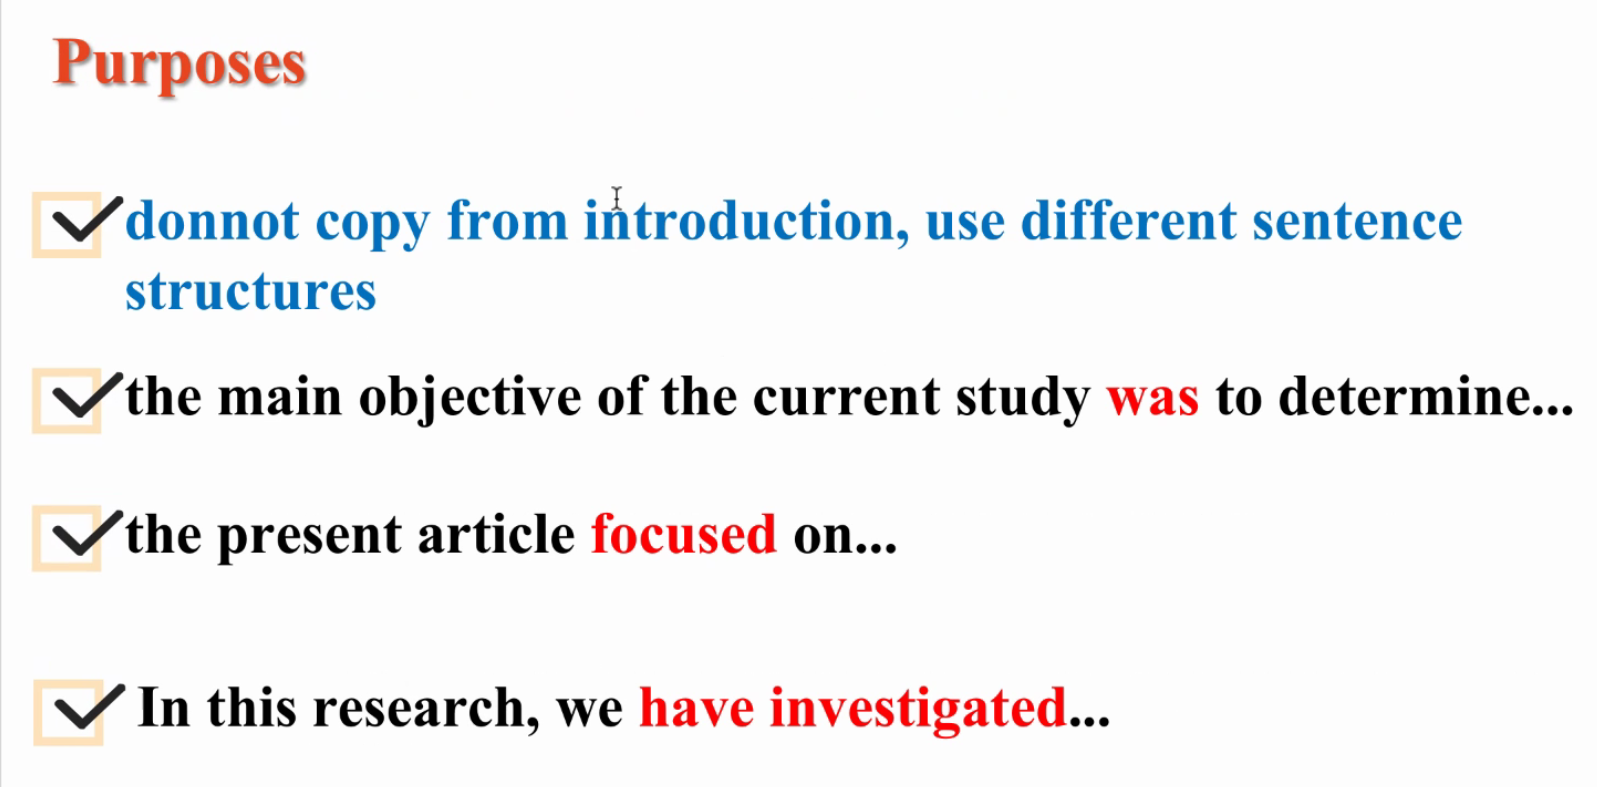 Purposes
donnot copy from introduction, use different sentence
structures
the main objective of the current study was to determine...
the present article focused on...
In this research, we have investigated...